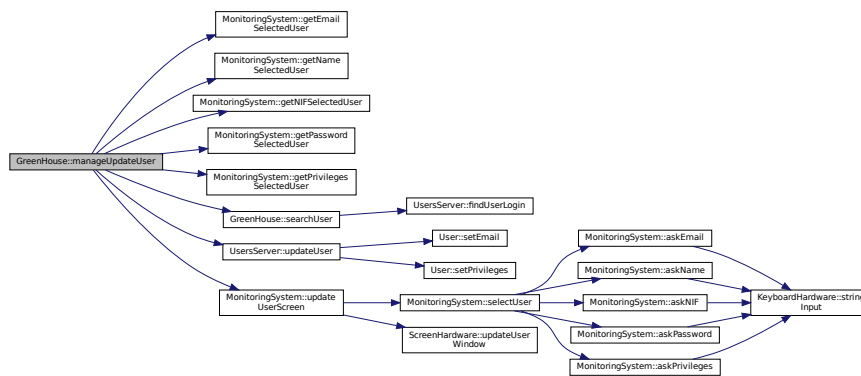 MonitoringSystem::getEmail
SelectedUser
MonitoringSystem::getName
SelectedUser
MonitoringSystem::getNIFSelectedUser
MonitoringSystem::getPassword
SelectedUser
GreenHouse::manageUpdateUser
MonitoringSystem::getPrivileges
SelectedUser
GreenHouse::searchUser
UsersServer::findUserLogin
UsersServer::updateUser
User::setEmail
User::setPrivileges
MonitoringSystem::update
UserScreen
MonitoringSystem::selectUser
ScreenHardware::updateUser
Window
MonitoringSystem::askEmail
MonitoringSystem::askName
MonitoringSystem::askNIF
MonitoringSystem::askPassword
MonitoringSystem::askPrivileges
KeyboardHardware::string
Input